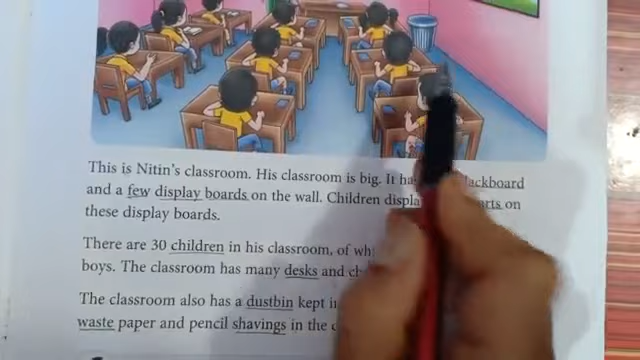 This is Nitin's classroom. His classroom is big. It ha lackboard
and a few display boards on the wall. Children displa arts on
these display boards.
There are 30 children in his classroom, of wh
boys. The classroom has many desks and ch
The classroom also has a dustbin kept i
waste paper and pencil shavings in the